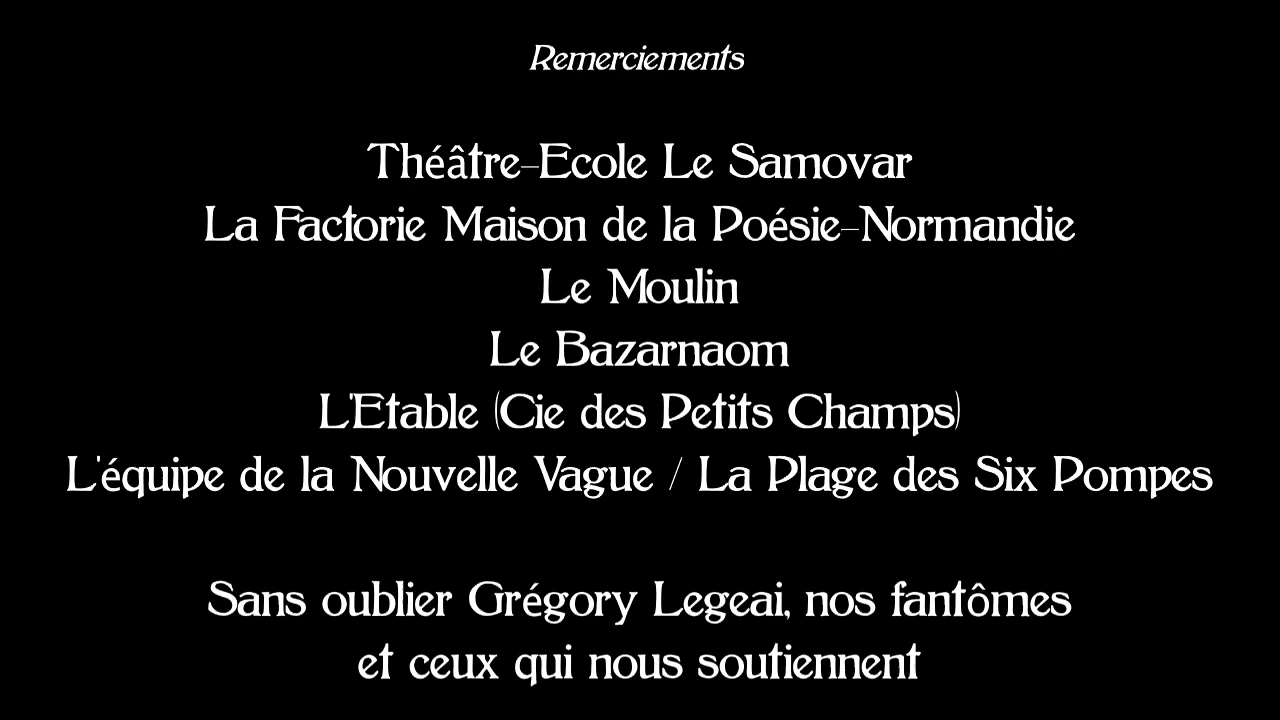 Remerciements
Théâtre-Ecole Le Samovar
La Factorie Maison de la Poésie-Normandie
Le Moulin
Le Bazarnaom
L'Etable (Cie des Petits Champs)
L'équipe de la Nouvelle Vague / La Plage des Six Pompes
Sans oublier Grégory Legeai, nos fantômes
et ceux qui nous soutiennent